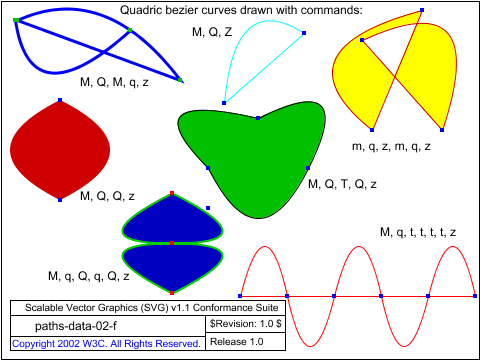 Quadric bezier curves drawn with commands:
M, Q, Z
M, Q, M, q, z
m, q, z, m, q, z
M, Q, Q, z
M, Q, T, Q, z
M, q, t, t, t, t, z
M, q, Q, q, Q, z
Scalable Vector Graphics (SVG) v1.1 Conformance Suite
paths-data-02-f
$Revision: 1.0 $
Copyright 2002 W3C. All Rights Reserved.
Release 1.0